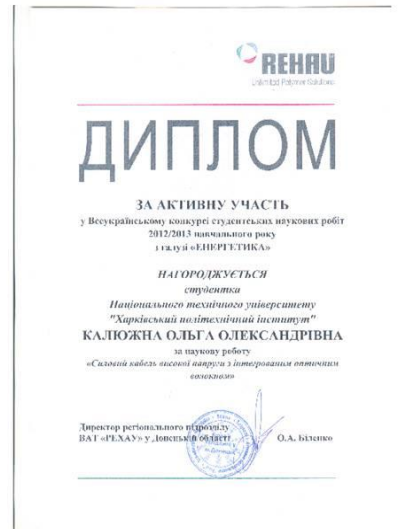 REHAU
Unlimited Polymer Solutions
ДИПЛОМ
ЗА АКТИВНУ УЧАСТЬ
у Всеукраїнському конкурсі студентських наукових робіт
2012/2013 навчального року
з галузі «ЕНЕРГЕТИКА»
НАГОРОДЖУЄТЬСЯ
студентка
Національного технічного університету
"Харківський політехнічний інститут"
КАЛЮЖНА ОЛЬГА ОЛЕКСАНДРІВНА
за наукову роботу
«Силовий кабель високої напруги з інтегрованим оптичним
волокном»
Директор регіонального підрозділу
ВАТ «РЕХАУ» у Донецькій області О.А. Біленко